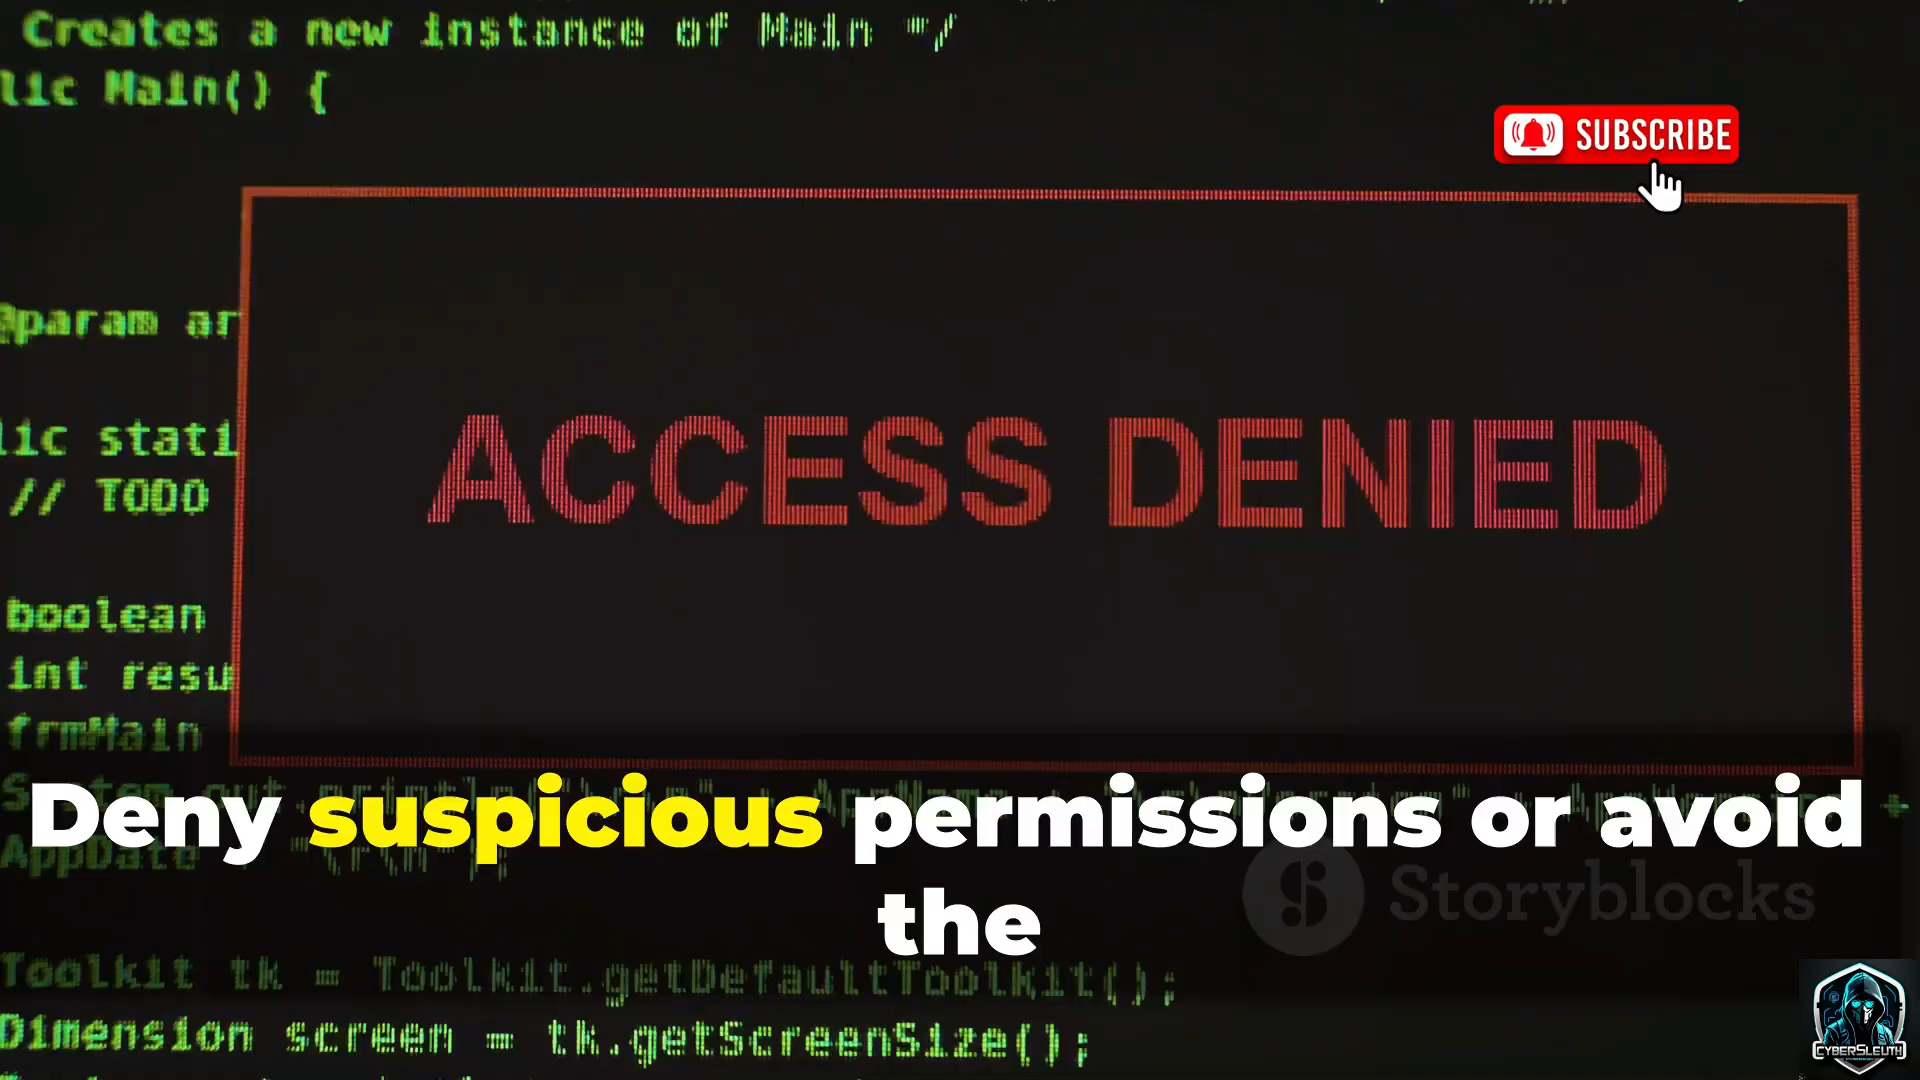 Creates a new instance of Main */
lic Main() {
SUBSCRIBE
@param ar
ACCESS DENIED
lic stati
// TODO
boolean
int resu
frmMain
Deny suspicious permissions or avoid
AppDate
the
Storyblocks
Toolkit tk = Toolkit.getDefaultToolkit();
Dimension screen = tk.getScreenSize();
CYBERSLEUTH